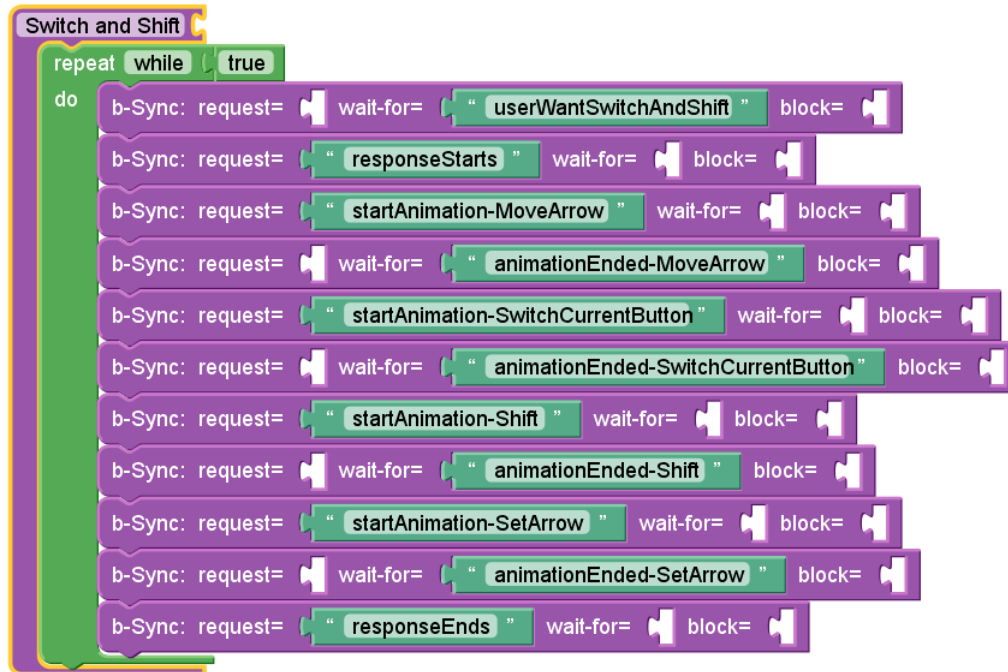 Switch and Shift
repeat while true
do
b-Sync: request= wait-for= “ userWantSwitchAndShift ” block=
b-Sync: request= “ responseStarts ” wait-for= block=
b-Sync: request= “ startAnimation-MoveArrow ” wait-for= block=
b-Sync: request= wait-for= “ animationEnded-MoveArrow ” block=
b-Sync: request= “ startAnimation-SwitchCurrentButton ” wait-for= block=
b-Sync: request= wait-for= “ animationEnded-SwitchCurrentButton ” block=
b-Sync: request= “ startAnimation-Shift ” wait-for= block=
b-Sync: request= wait-for= “ animationEnded-Shift ” block=
b-Sync: request= “ startAnimation-SetArrow ” wait-for= block=
b-Sync: request= wait-for= “ animationEnded-SetArrow ” block=
b-Sync: request= “ responseEnds ” wait-for= block=